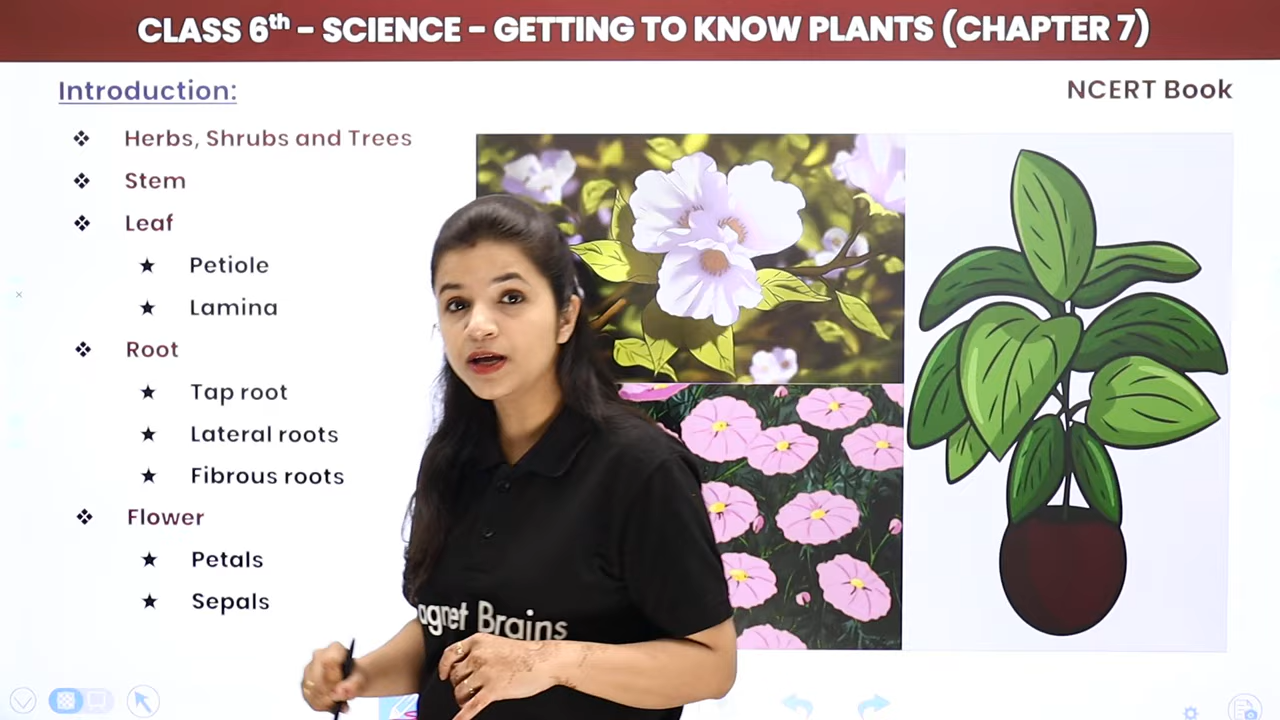 CLASS 6th - SCIENCE - GETTING TO KNOW PLANTS (CHAPTER 7)
Introduction:
NCERT Book
Herbs, Shrubs and Trees
Stem
Leaf
Petiole
Lamina
Root
Tap root
Lateral roots
Fibrous roots
Flower
Petals
Sepals
agnet Brains